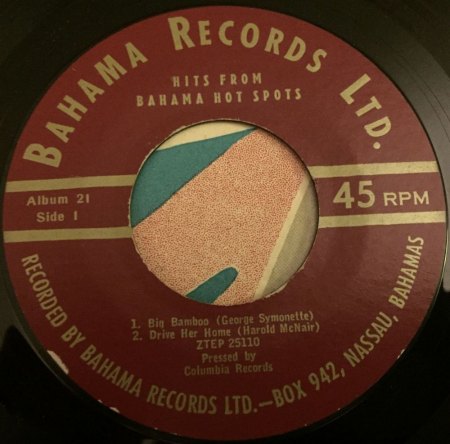 BAHAMA RECORDS LTD.
HITS FROM
BAHAMA HOT SPOTS
Album 21
Side 1
45 RPM
1. Big Bamboo (George Symonette)
2. Drive Her Home (Harold McNair)
ZTEP 25110
Pressed by
Columbia Records
RECORDED BY BAHAMA RECORDS LTD.—BOX 942, NASSAU, BAHAMAS